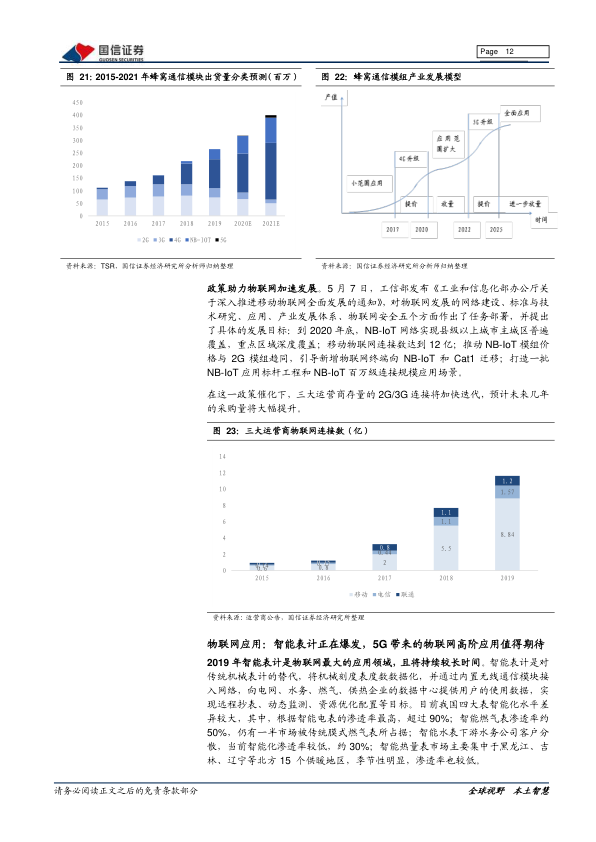 国信证券
GUOSEN SECURITIES
Page 12
图 21: 2015-2021 年蜂窝通信模块出货量分类预测(百万)
450
400
350
300
250
200
150
100
50
0
2015 2016 2017 2018 2019 2020E 2021E
2G 3G 4G NB-IOT 5G
资料来源：TSR、国信证券经济研究所分析师归纳整理
图 22：蜂窝通信模组产业发展模型
产值
全面应用
5G升级
应用范
围扩大
4G升级
小范围应用
提价 放量 提价 进一步放量
时间
2017 2020 2022 2025
资料来源：国信证券经济研究所分析师归纳整理
政策助力物联网加速发展。5 月 7 日，工信部发布《工业和信息化部办公厅关
于深入推进移动物联网全面发展的通知》，对物联网发展的网络建设、标准与技
术研究、应用、产业发展体系、物联网安全五个方面作出了任务部署，并提出
了具体的发展目标：到 2020 年底，NB-IoT 网络实现县级以上城市主城区普遍
覆盖，重点区域深度覆盖；移动物联网连接数达到 12 亿；推动 NB-IoT 模组价
格与 2G 模组趋同，引导新增物联网终端向 NB-IoT 和 Cat1 迁移；打造一批
NB-IoT 应用标杆工程和 NB-IoT 百万级连接规模应用场景。
在这一政策催化下，三大运营商存量的 2G/3G 连接将加快迭代，预计未来几年
的采购量将大幅提升。
图 23：三大运营商物联网连接数（亿）
14
12
10
8
6
4
2
0
0.8
2
1.1
1.1
5.5
1.2
1.57
8.84
2015 2016 2017 2018 2019
移动 电信 联通
资料来源：运营商公告，国信证券经济研究所整理
物联网应用：智能表计正在爆发，5G 带来的物联网高阶应用值得期待
2019 年智能表计是物联网最大的应用领域，且将持续较长时间。智能表计是对
传统机械表计的替代，将机械刻度表度数数据化，并通过内置无线通信模块接
入网络，向电网、水务、燃气、供热企业的数据中心提供用户的使用数据，实
现远程抄表、动态监测、资源优化配置等目标。目前我国四大表智能化水平差
异较大，其中，根据智能电表的渗透率最高，超过 90%；智能燃气表渗透率约
50%，仍有一半市场被传统膜式燃气表所占据；智能水表下游水务公司客户分
散，当前智能化渗透率较低，约 30%；智能热量表市场主要集中于黑龙江、吉
林、辽宁等北方 15 个供暖地区，季节性明显，渗透率也较低。
请务必阅读正文之后的免责条款部分
全球视野 本土智慧